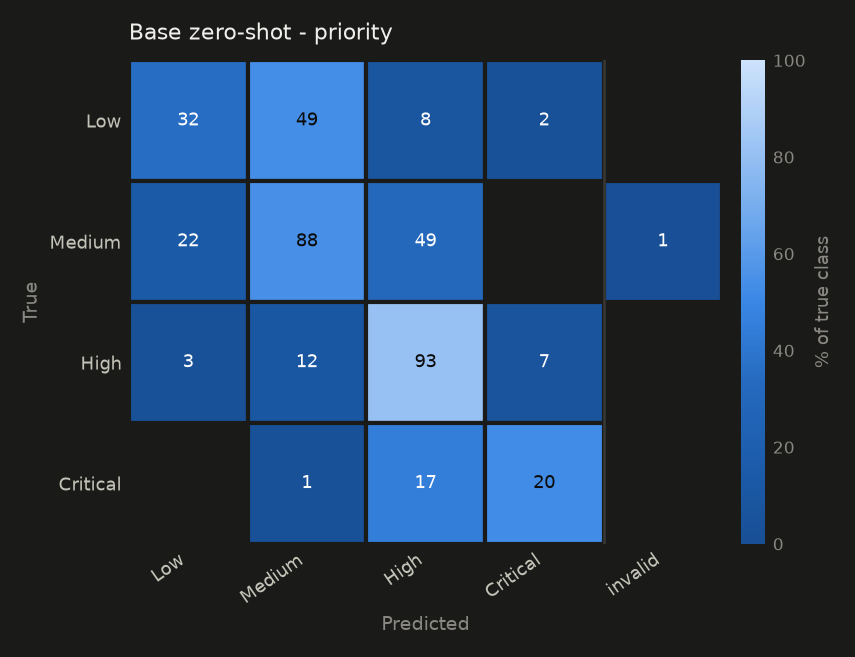 Base zero-shot - priority
Low 32 49 8 2
Medium 22 88 49 1
High 3 12 93 7
Critical 1 17 20
Low Medium High Critical invalid
Predicted
True
100
80
60
40
20
0
% of true class